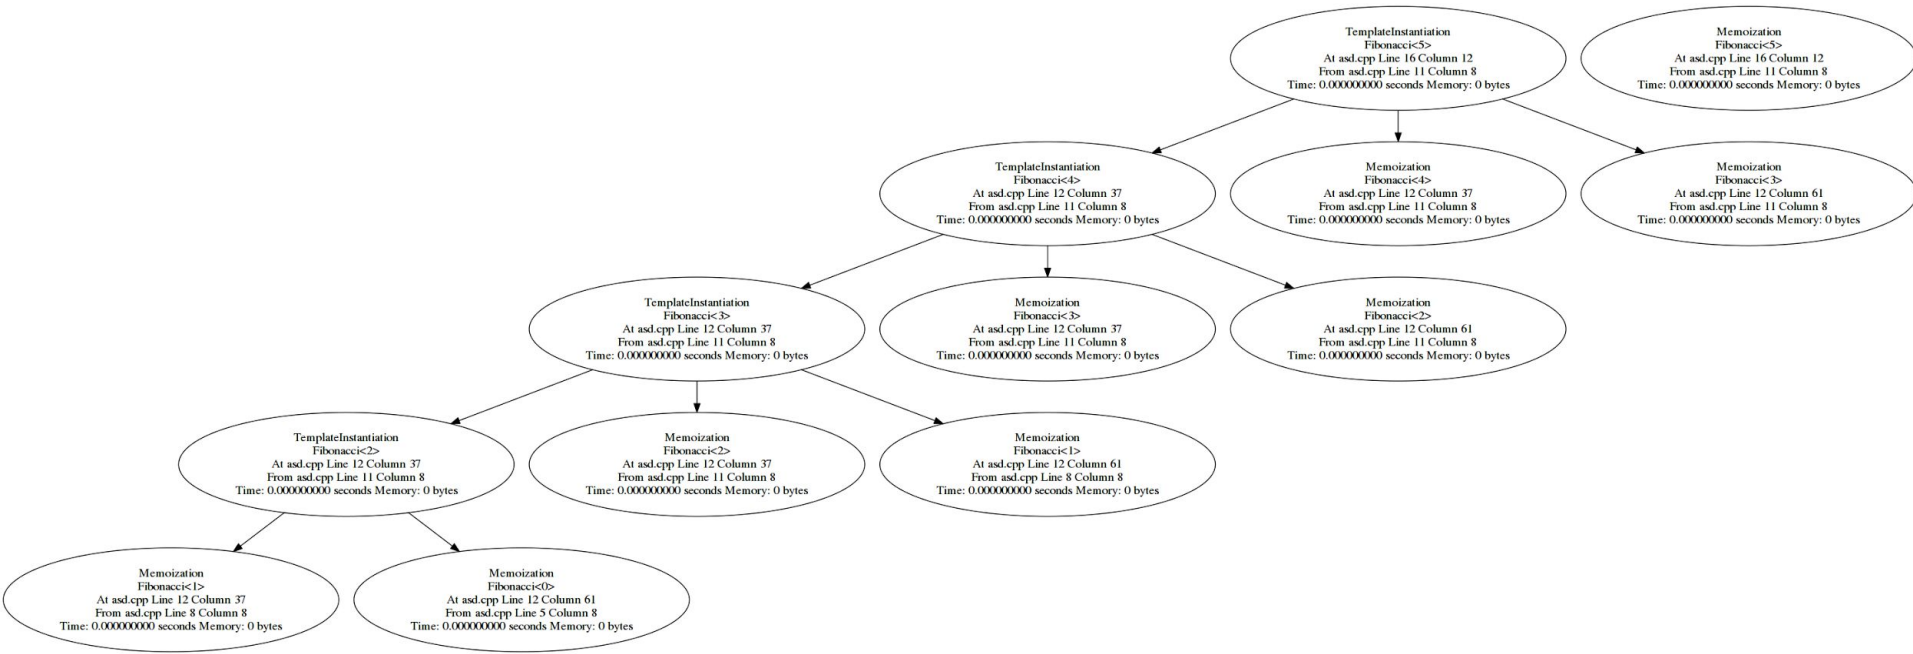 TemplateInstantiation
Fibonacci<5>
At asd.cpp Line 16 Column 12
From asd.cpp Line 11 Column 8
Time: 0.000000000 seconds Memory: 0 bytes
Memoization
Fibonacci<5>
At asd.cpp Line 16 Column 12
From asd.cpp Line 11 Column 8
Time: 0.000000000 seconds Memory: 0 bytes
TemplateInstantiation
Fibonacci<4>
At asd.cpp Line 12 Column 37
From asd.cpp Line 11 Column 8
Time: 0.000000000 seconds Memory: 0 bytes
Memoization
Fibonacci<4>
At asd.cpp Line 12 Column 37
From asd.cpp Line 11 Column 8
Time: 0.000000000 seconds Memory: 0 bytes
Memoization
Fibonacci<3>
At asd.cpp Line 12 Column 61
From asd.cpp Line 11 Column 8
Time: 0.000000000 seconds Memory: 0 bytes
TemplateInstantiation
Fibonacci<3>
At asd.cpp Line 12 Column 37
From asd.cpp Line 11 Column 8
Time: 0.000000000 seconds Memory: 0 bytes
Memoization
Fibonacci<3>
At asd.cpp Line 12 Column 37
From asd.cpp Line 11 Column 8
Time: 0.000000000 seconds Memory: 0 bytes
Memoization
Fibonacci<2>
At asd.cpp Line 12 Column 61
From asd.cpp Line 11 Column 8
Time: 0.000000000 seconds Memory: 0 bytes
TemplateInstantiation
Fibonacci<2>
At asd.cpp Line 12 Column 37
From asd.cpp Line 11 Column 8
Time: 0.000000000 seconds Memory: 0 bytes
Memoization
Fibonacci<2>
At asd.cpp Line 12 Column 37
From asd.cpp Line 11 Column 8
Time: 0.000000000 seconds Memory: 0 bytes
Memoization
Fibonacci<1>
At asd.cpp Line 12 Column 61
From asd.cpp Line 8 Column 8
Time: 0.000000000 seconds Memory: 0 bytes
Memoization
Fibonacci<1>
At asd.cpp Line 12 Column 37
From asd.cpp Line 8 Column 8
Time: 0.000000000 seconds Memory: 0 bytes
Memoization
Fibonacci<0>
At asd.cpp Line 12 Column 61
From asd.cpp Line 5 Column 8
Time: 0.000000000 seconds Memory: 0 bytes